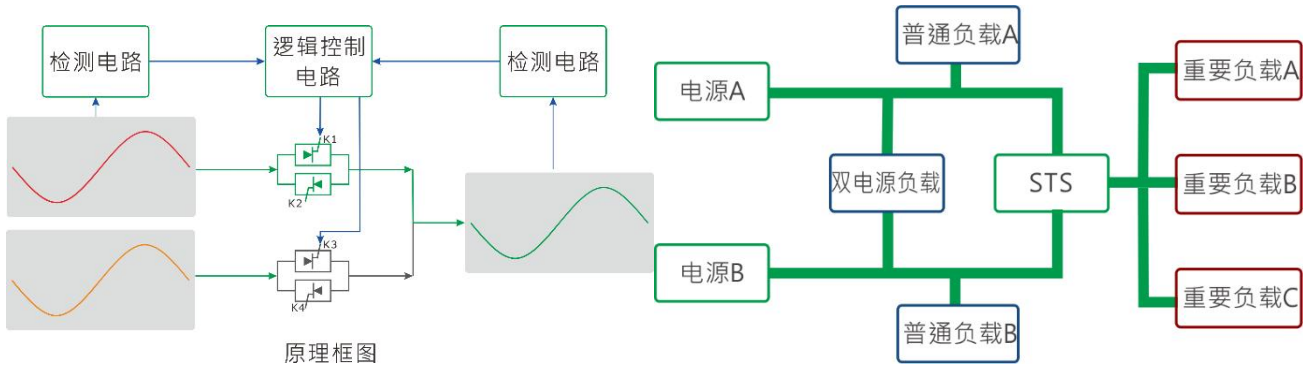 检测电路
逻辑控制
电路
检测电路
K1
K2
K3
K4
原理框图
普通负载A
电源A
重要负载A
双电源负载
STS
重要负载B
电源B
普通负载B
重要负载C